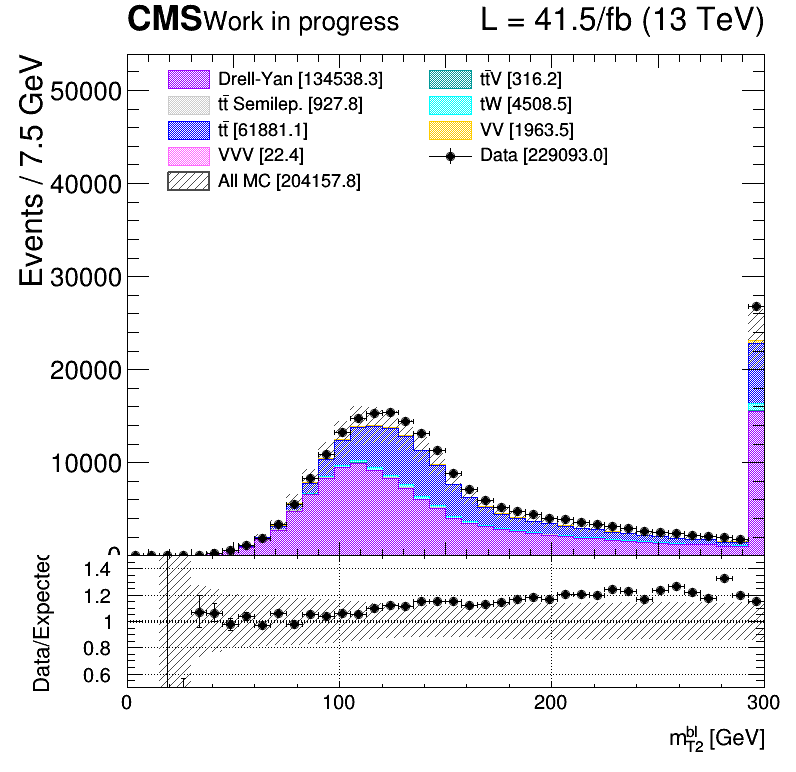 CMS Work in progress L = 41.5/fb (13 TeV)
Events / 7.5 GeV
50000
40000
30000
20000
10000
0
Drell-Yan [134538.3]
tt̄ Semilep. [927.8]
tt̄ [61881.1]
VVV [22.4]
All MC [204157.8]
tt̄V [316.2]
tW [4508.5]
VV [1963.5]
Data [229093.0]
Data/Expected
1.4
1.2
1
0.8
0.6
0 100 200 300
m_{T2}^{bl} [GeV]